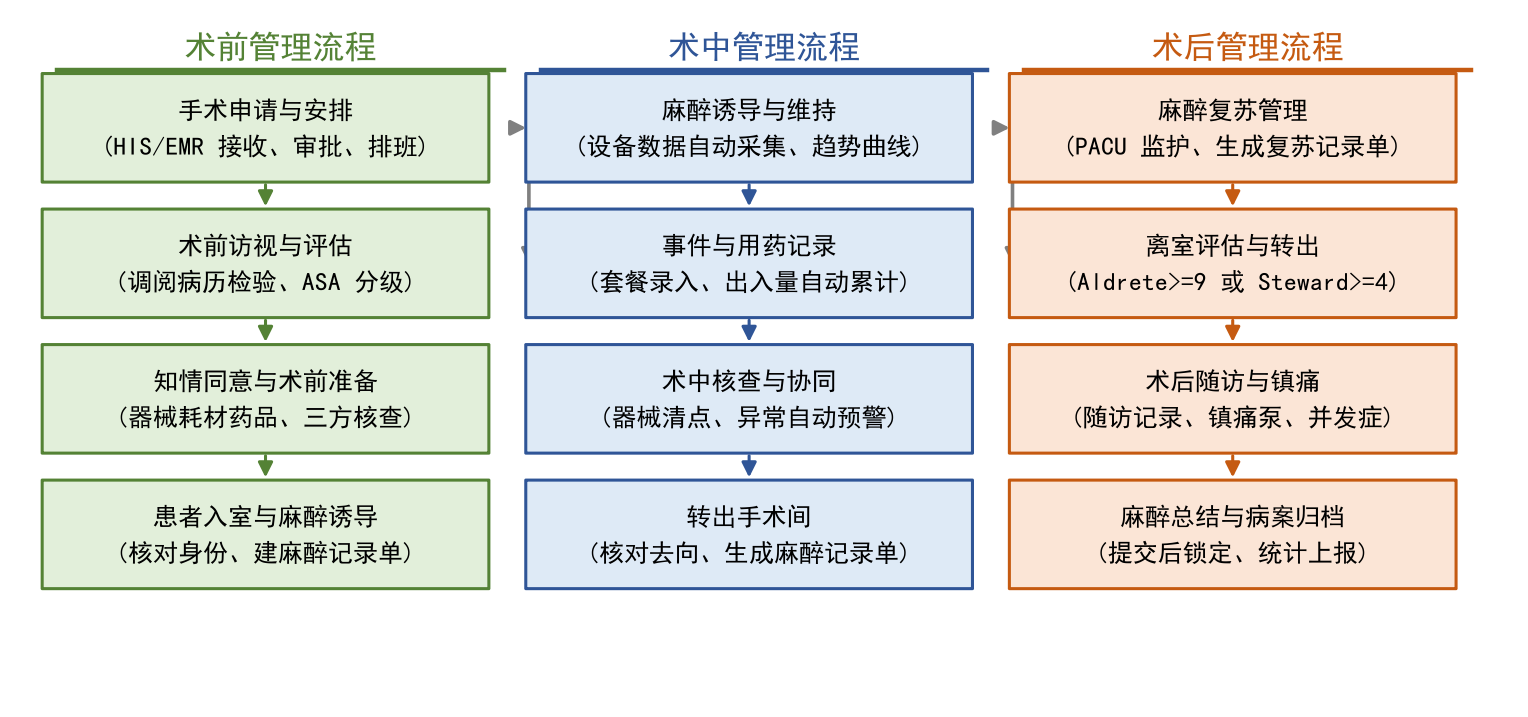 术前管理流程
手术申请与安排
(HIS/EMR 接收、审批、排班)
术前访视与评估
(调阅病历检验、ASA 分级)
知情同意与术前准备
(器械耗材药品、三方核查)
患者入室与麻醉诱导
(核对身份、建麻醉记录单)
术中管理流程
麻醉诱导与维持
(设备数据自动采集、趋势曲线)
事件与用药记录
(套餐录入、出入量自动累计)
术中核查与协同
(器械清点、异常自动预警)
转出手术间
(核对去向、生成麻醉记录单)
术后管理流程
麻醉复苏管理
(PACU 监护、生成复苏记录单)
离室评估与转出
(Aldrete>=9 或 Steward>=4)
术后随访与镇痛
(随访记录、镇痛泵、并发症)
麻醉总结与病案归档
(提交后锁定、统计上报)